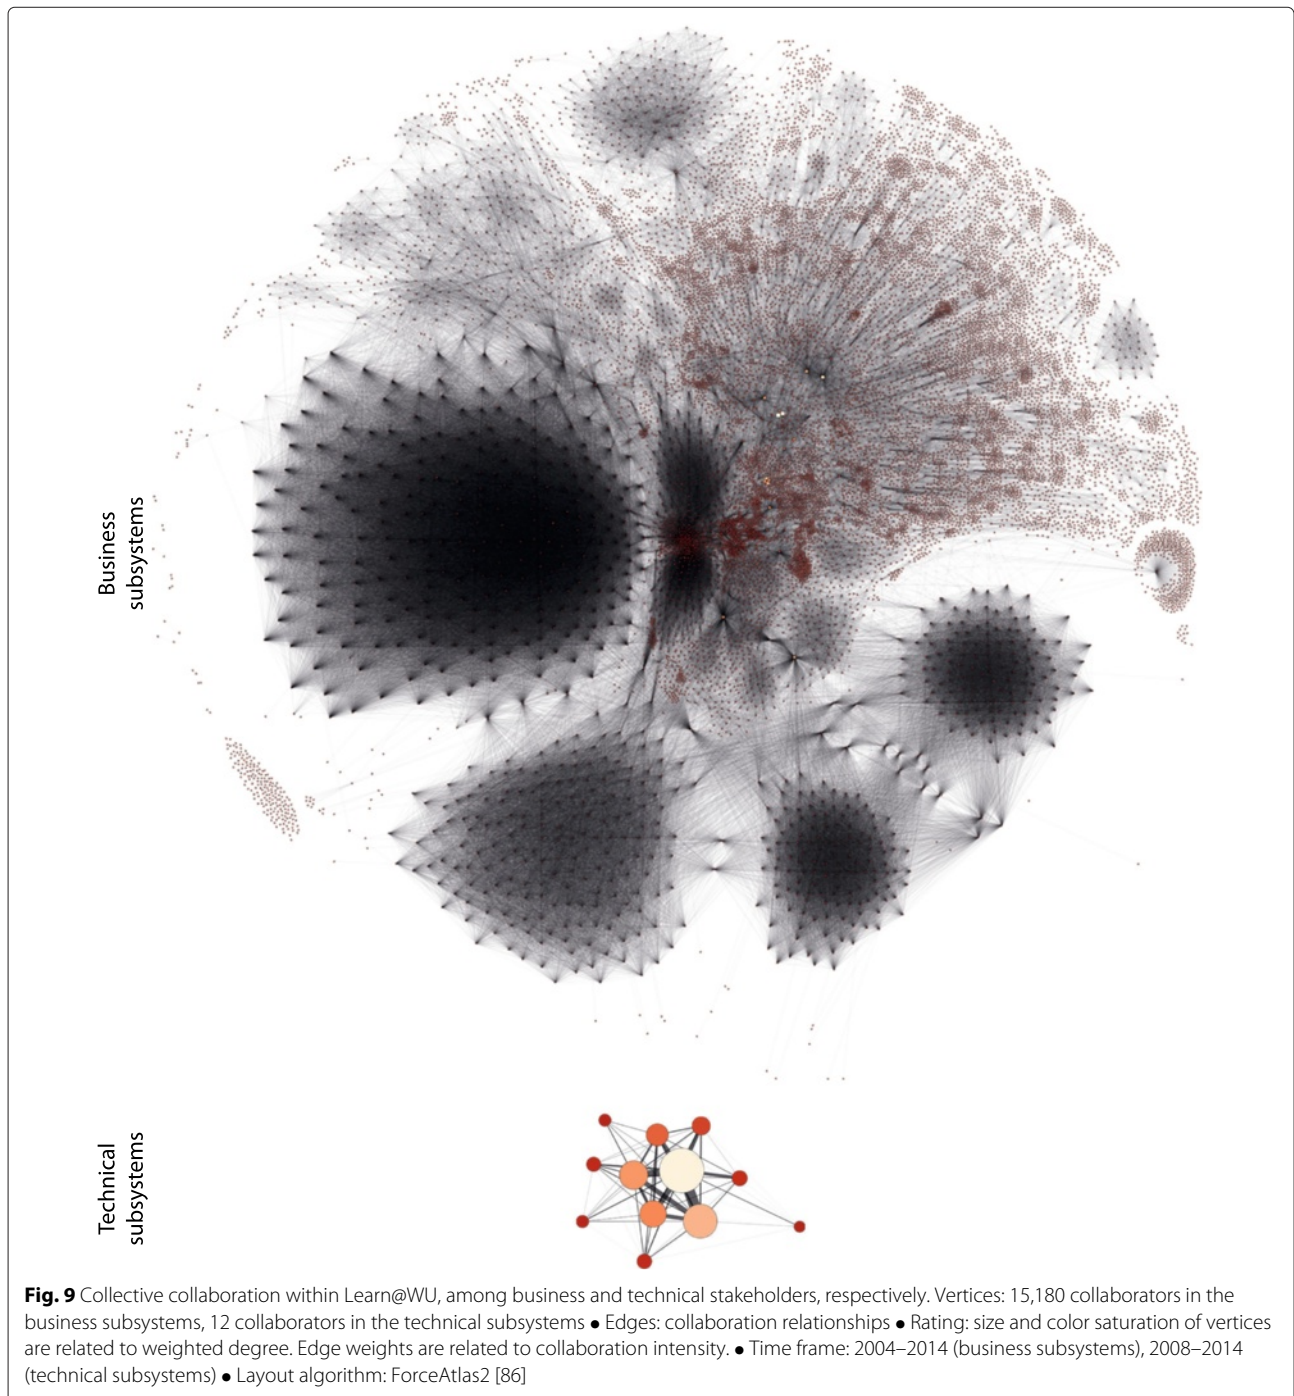 Business
subsystems
Technical
subsystems
Fig. 9 Collective collaboration within Learn@WU, among business and technical stakeholders, respectively. Vertices: 15,180 collaborators in the
business subsystems, 12 collaborators in the technical subsystems ● Edges: collaboration relationships ● Rating: size and color saturation of vertices
are related to weighted degree. Edge weights are related to collaboration intensity. ● Time frame: 2004–2014 (business subsystems), 2008–2014
(technical subsystems) ● Layout algorithm: ForceAtlas2 [86]